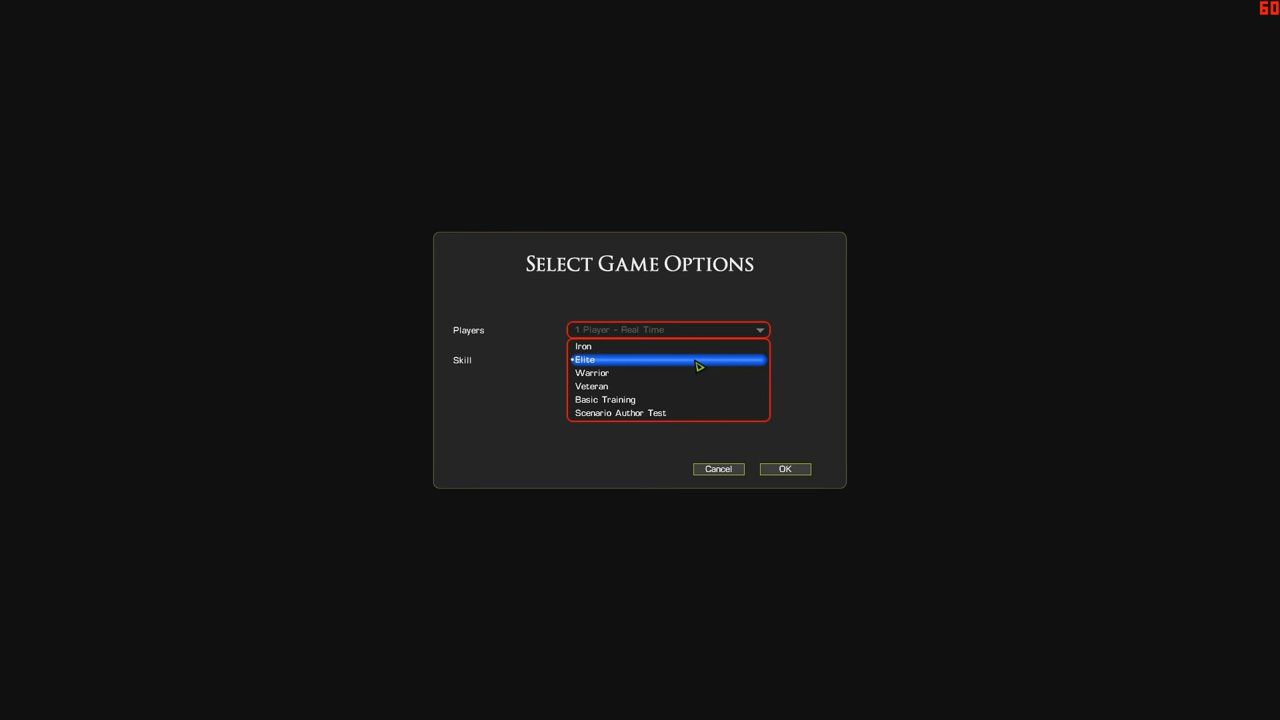 60
SELECT GAME OPTIONS
Players
1 Player - Real Time
Iron
Skill
Elite
Warrior
Veteran
Basic Training
Scenario Author Test
Cancel
OK